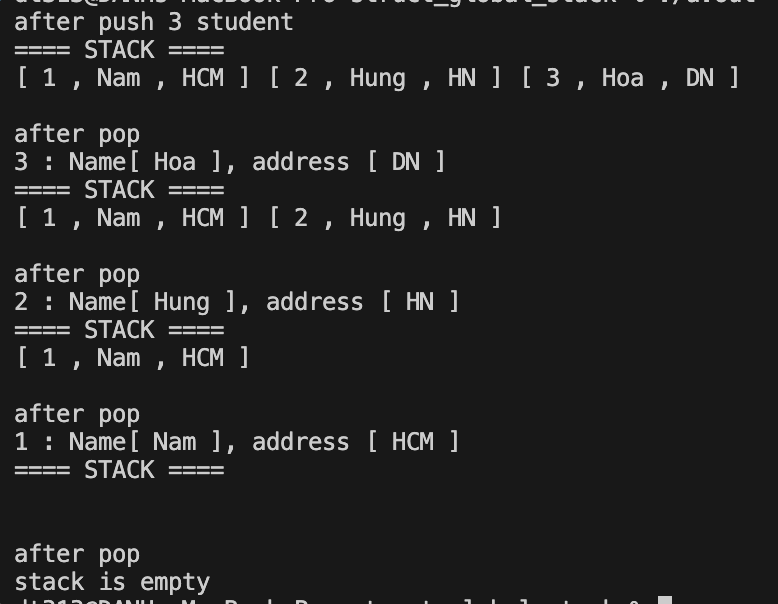 after push 3 student
==== STACK ====
[ 1 , Nam , HCM ] [ 2 , Hung , HN ] [ 3 , Hoa , DN ]
after pop
3 : Name[ Hoa ], address [ DN ]
==== STACK ====
[ 1 , Nam , HCM ] [ 2 , Hung , HN ]
after pop
2 : Name[ Hung ], address [ HN ]
==== STACK ====
[ 1 , Nam , HCM ]
after pop
1 : Name[ Nam ], address [ HCM ]
==== STACK ====
after pop
stack is empty